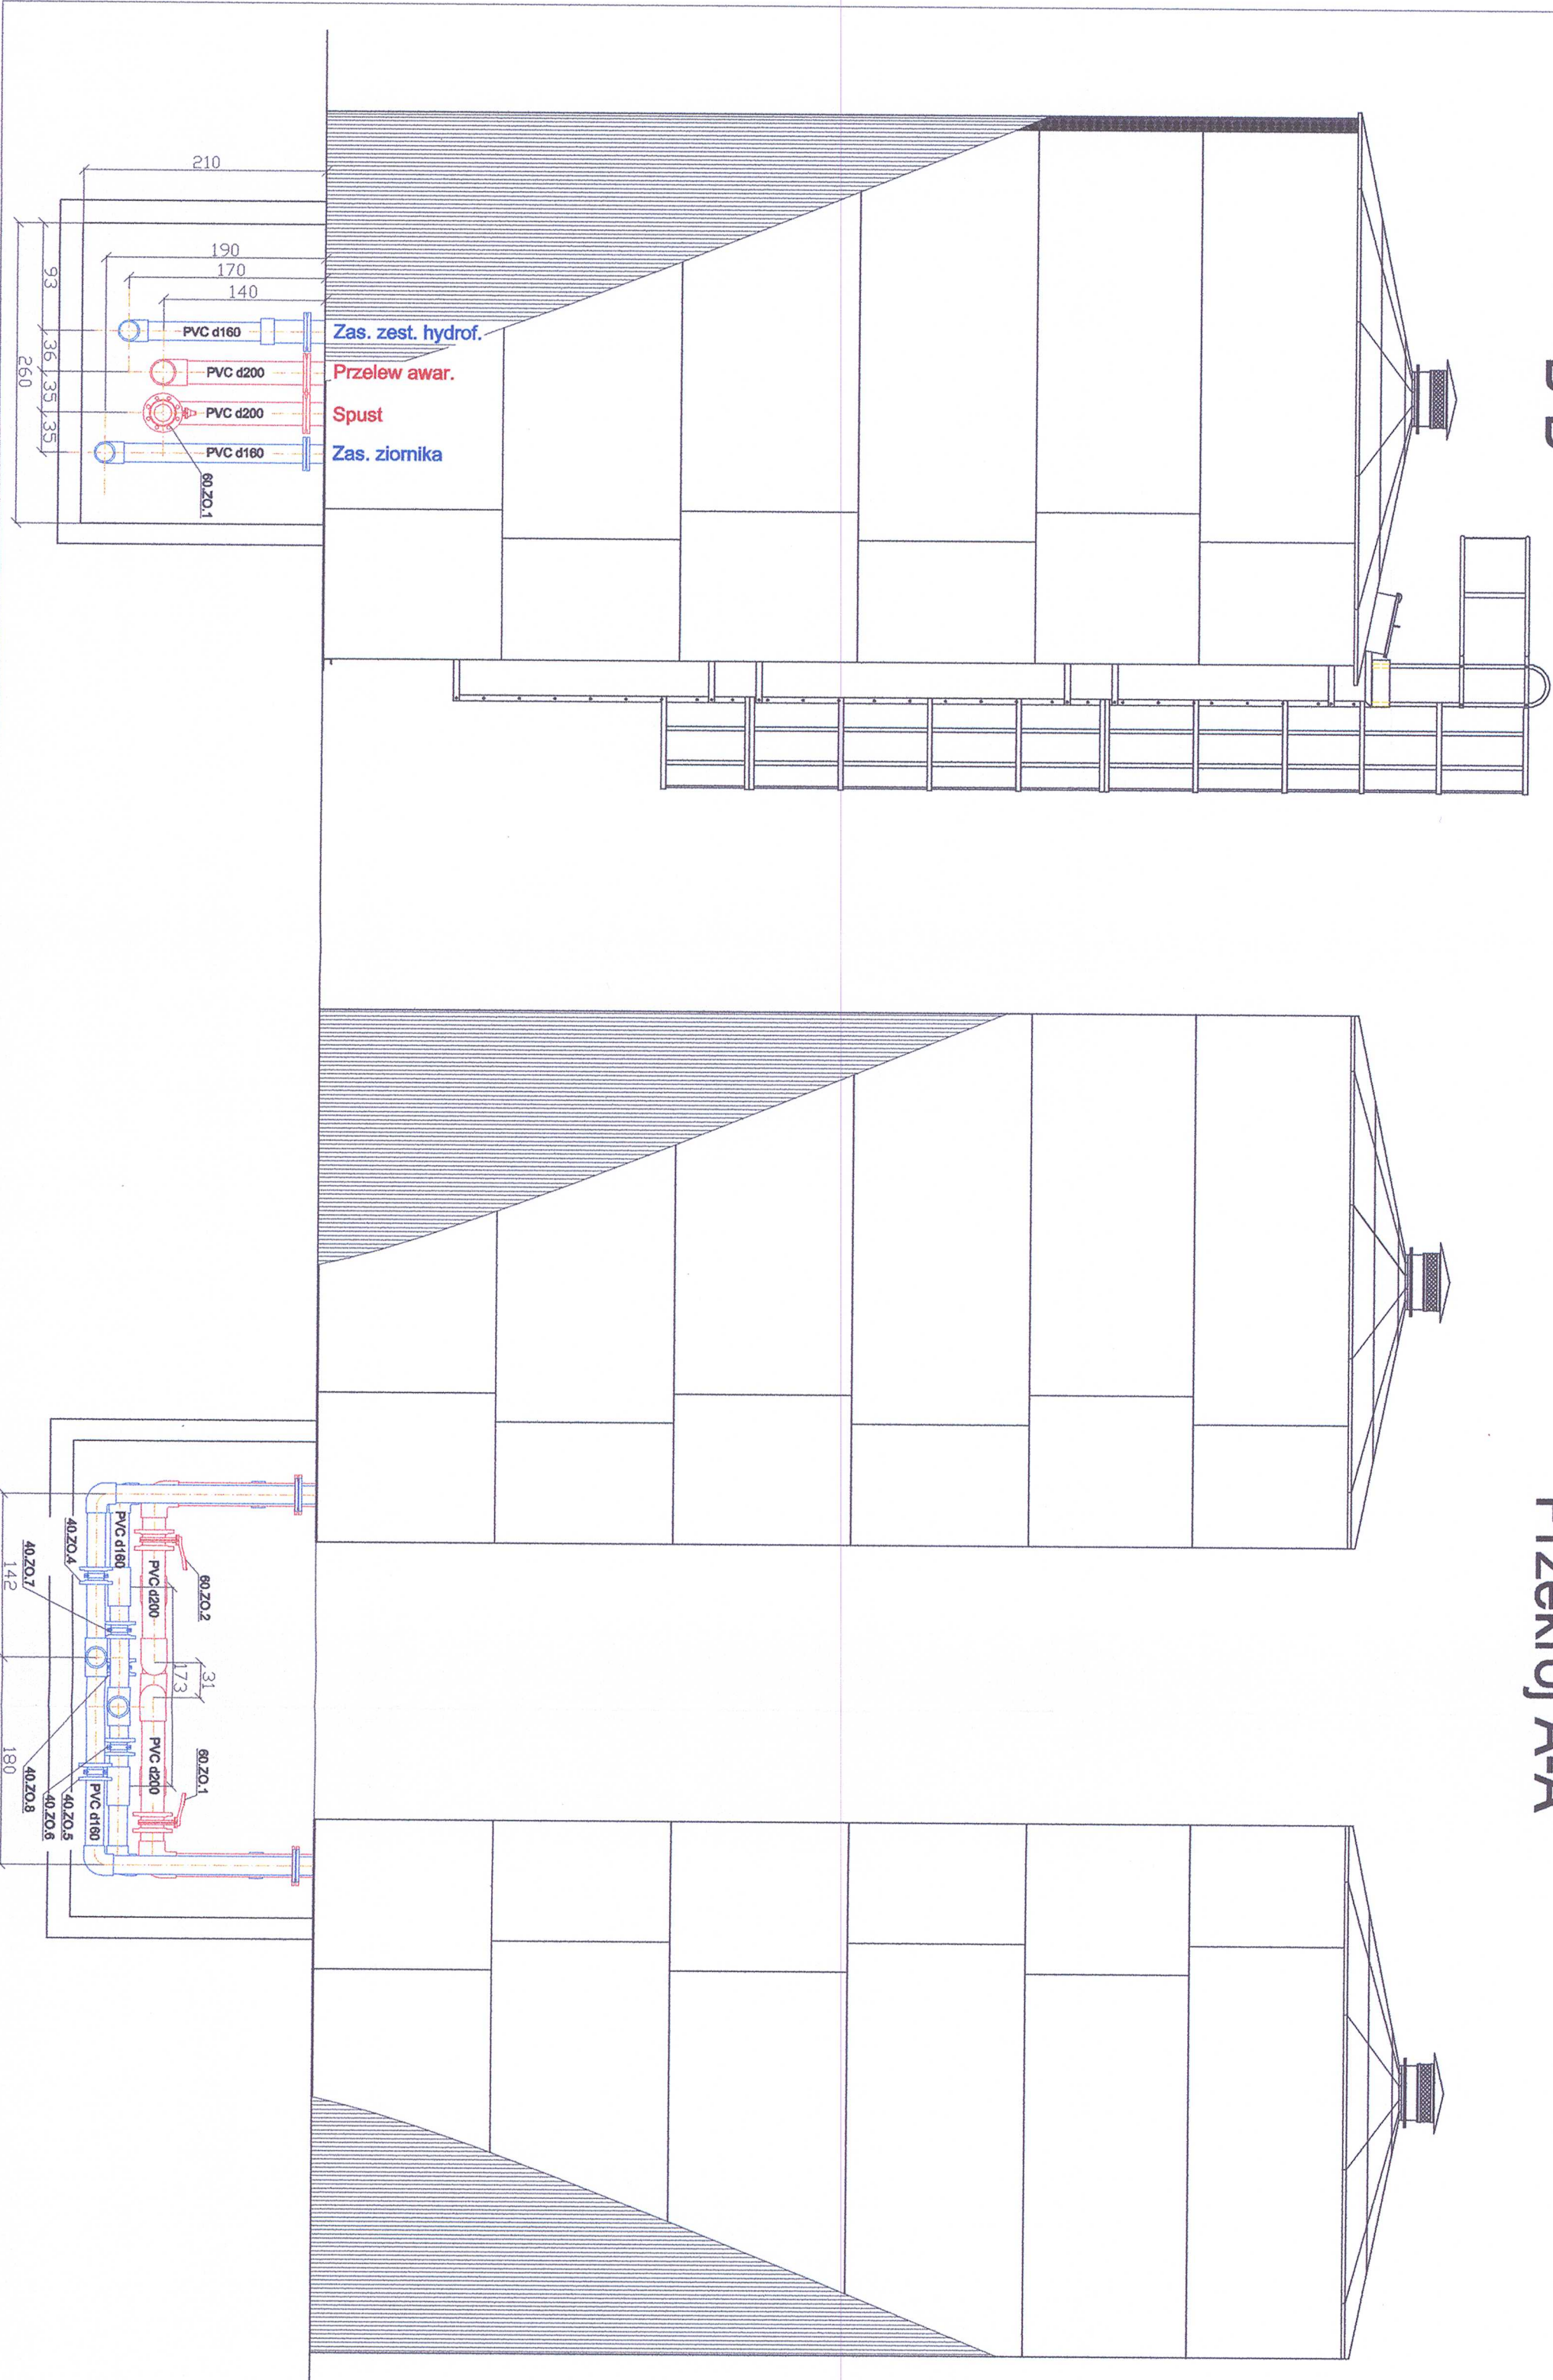 B-B
Przekrój A-A
210
190
170
140
93
36
35
35
260
PVC d160
Zas. zest. hydrof.
PVC d200
Przelew awar.
PVC d200
Spust
PVC d160
Zas. ziornika
60.ZO.1
PVC d160
PVC d200
60.ZO.2
40.ZO.4
40.ZO.7
142
31
173
180
PVC d200
60.ZO.1
PVC d160
40.ZO.5
40.ZO.6
40.ZO.8